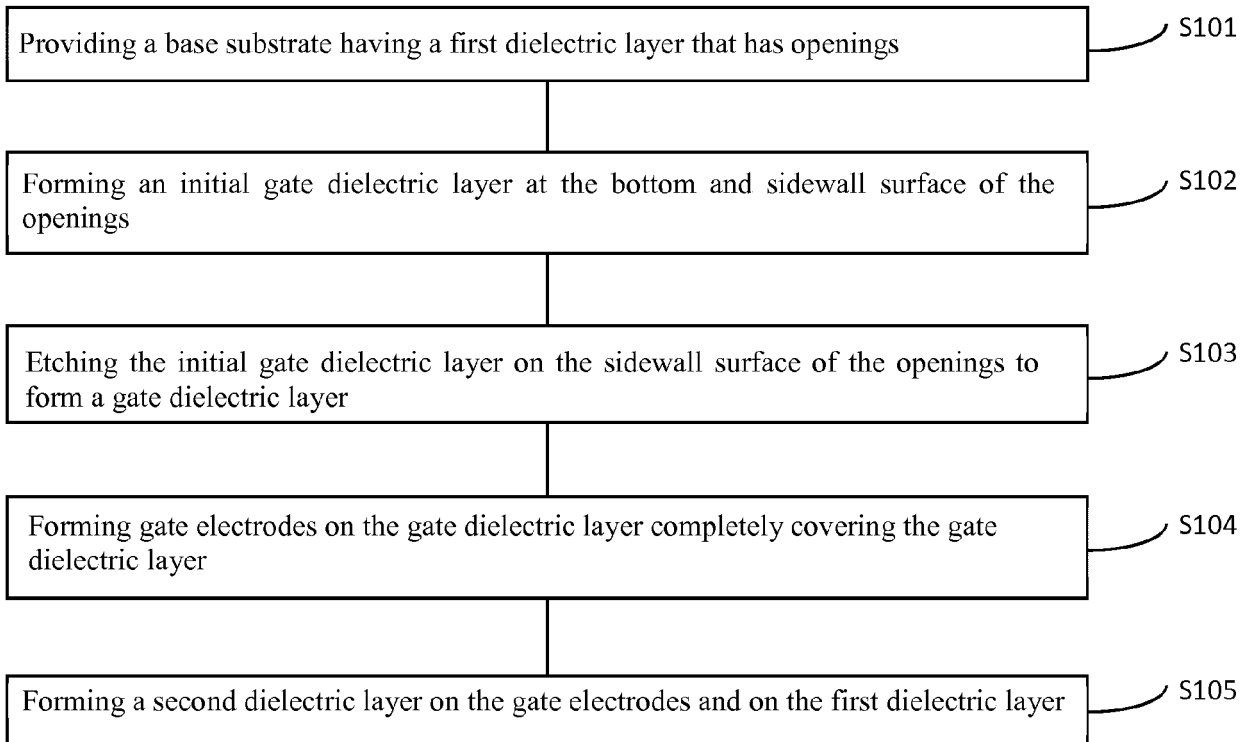 Providing a base substrate having a first dielectric layer that has openings
S101
Forming an initial gate dielectric layer at the bottom and sidewall surface of the
openings
S102
Etching the initial gate dielectric layer on the sidewall surface of the openings to
form a gate dielectric layer
S103
Forming gate electrodes on the gate dielectric layer completely covering the gate
dielectric layer
S104
Forming a second dielectric layer on the gate electrodes and on the first dielectric layer
S105